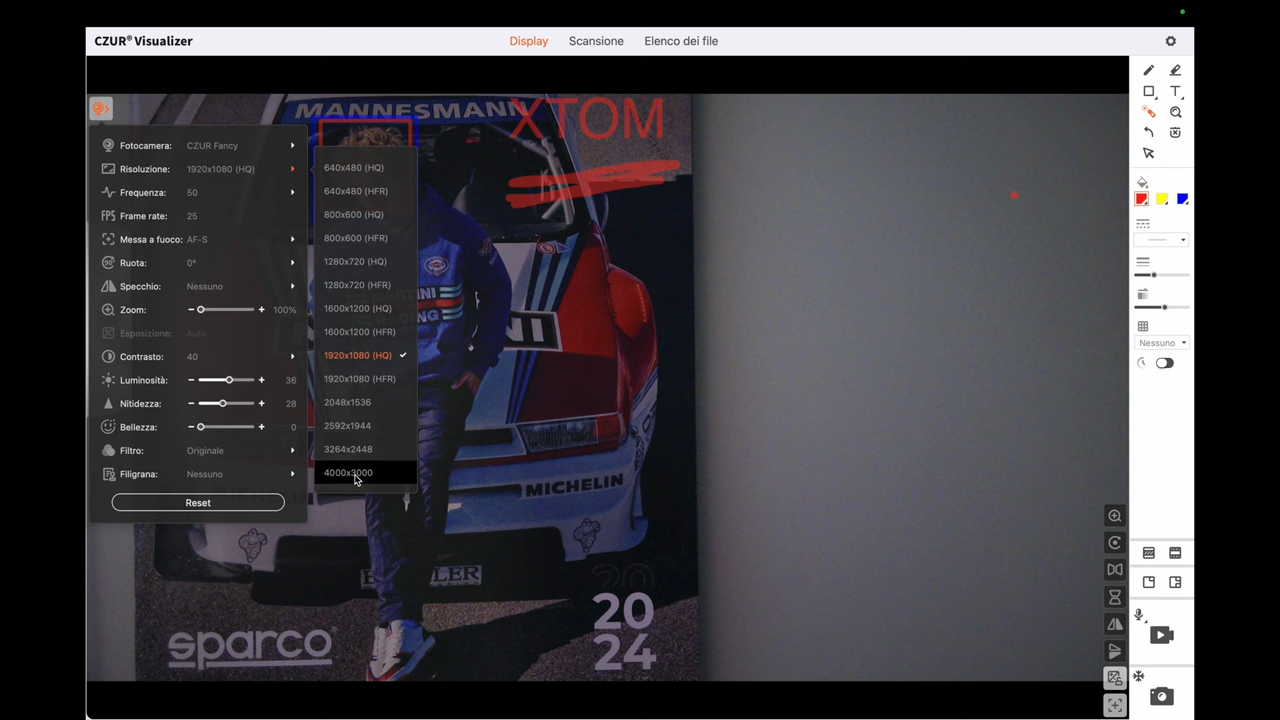 CZUR® Visualizer
Display
Scansione
Elenco dei file
MANNESMANN
XTOM
Fotocamera: CZUR Fancy
Risoluzione: 1920x1080 (HQ)
Frequenza: 50
Frame rate: 25
Messa a fuoco: AF-S
Ruota: 0°
Specchio: Nessuno
Zoom: 100%
Esposizione: Auto
Contrasto: 40
Luminosità: 36
Nitidezza: 28
Bellezza: 0
Filtro: Originale
Filigrana: Nessuno
Reset
640x480 (HQ)
640x480 (HFR)
800x600 (HQ)
800x600 (HFR)
1280x720 (HQ)
1280x720 (HFR)
1600x1200 (HQ)
1600x1200 (HFR)
1920x1080 (HQ)
1920x1080 (HFR)
2048x1536
2592x1944
3264x2448
4000x3000
MARTINI
RACING
MICHELIN
20
20
24
sparco
Nessuno